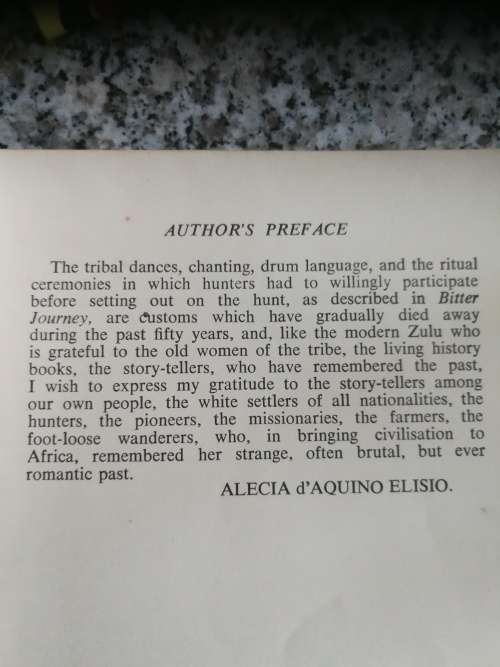 AUTHOR'S PREFACE
The tribal dances, chanting, drum language, and the ritual
ceremonies in which hunters had to willingly participate
before setting out on the hunt, as described in Bitter
Journey, are customs which have gradually died away
during the past fifty years, and, like the modern Zulu who
is grateful to the old women of the tribe, the living history
books, the story-tellers, who have remembered the past,
I wish to express my gratitude to the story-tellers among
our own people, the white settlers of all nationalities, the
hunters, the pioneers, the missionaries, the farmers, the
foot-loose wanderers, who, in bringing civilisation to
Africa, remembered her strange, often brutal, but ever
romantic past.
ALECIA d'AQUINO ELISIO.